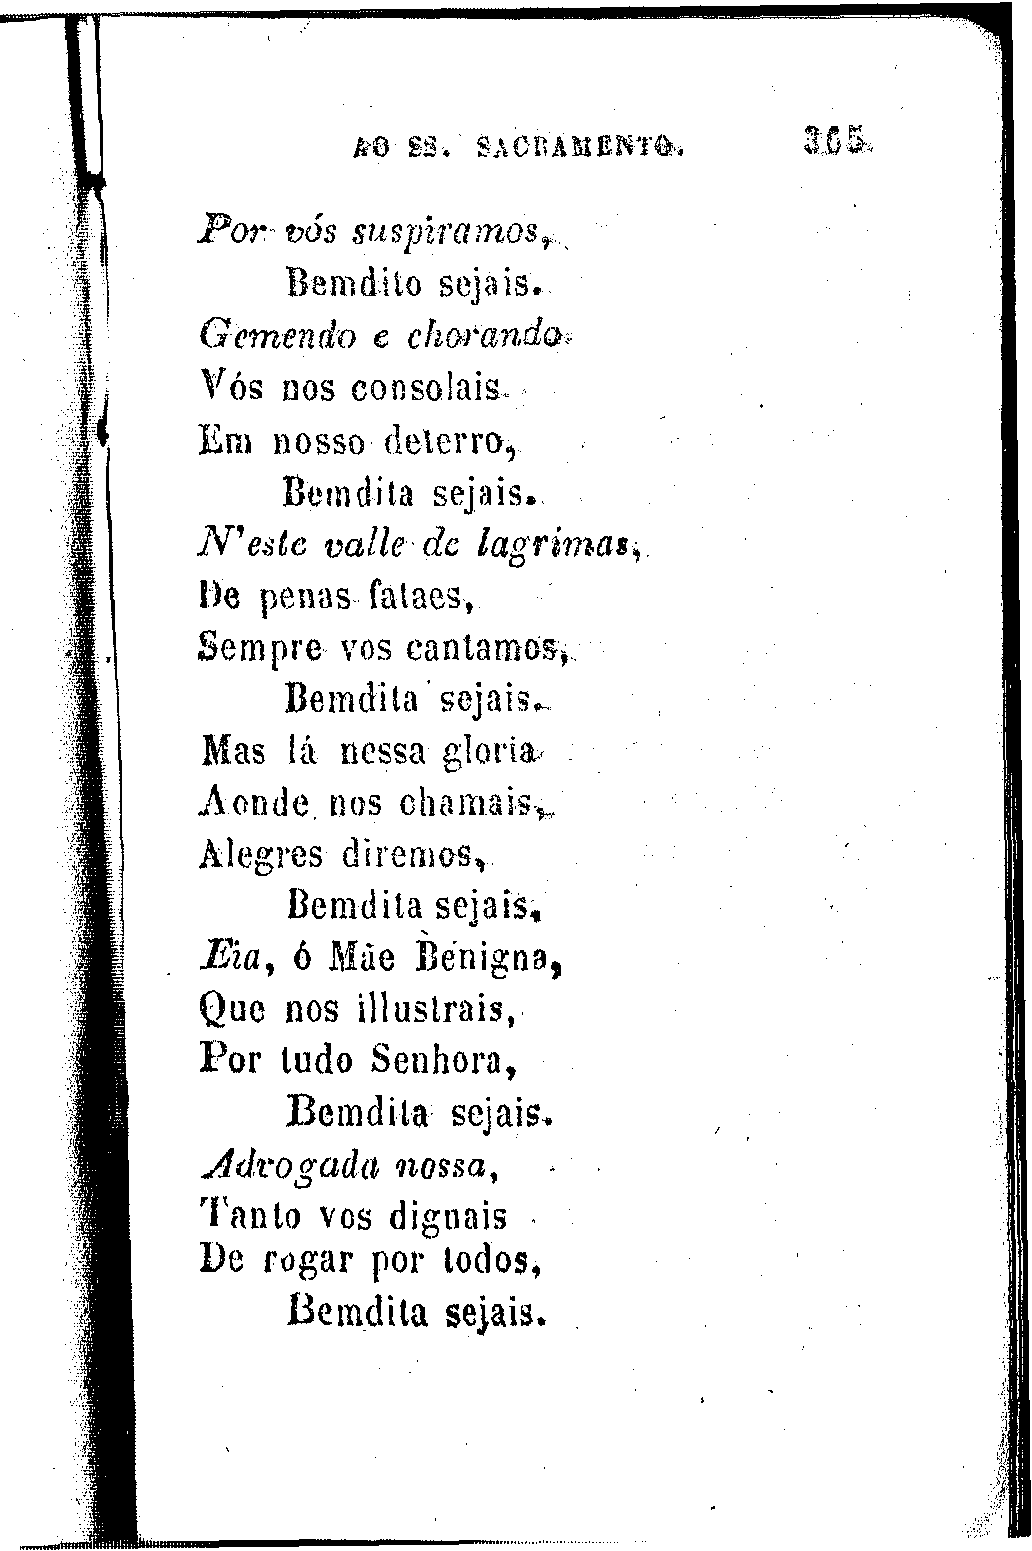 AO SS. SACRAMENTO. 365
Por vós suspiramos,
Bemdito sejais.
Gemendo e chorando
Vós nos consolais
Em nosso deterro,
Bemdita sejais.
N'este valle de lagrimas,
De penas fataes,
Sempre vos cantamos,
Bemdita sejais.
Mas lá nessa gloria
Aonde nos chamais,
Alegres diremos,
Bemdita sejais.
Eia, ó Mãe Benigna,
Que nos illustrais,
Por tudo Senhora,
Bemdita sejais.
Advogada nossa,
Tanto vos dignais
De rogar por todos,
Bemdita sejais.